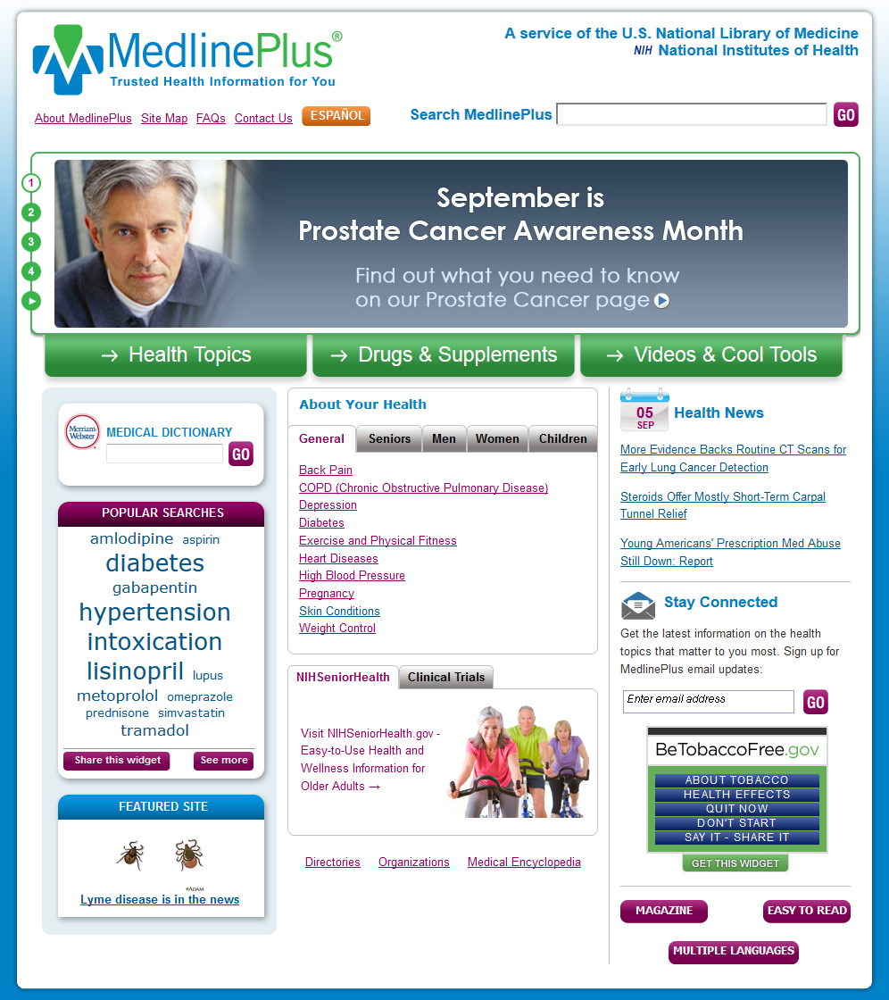 MedlinePlus®
Trusted Health Information for You
A service of the U.S. National Library of Medicine
NIH National Institutes of Health
About MedlinePlus Site Map FAQs Contact Us ESPAÑOL
Search MedlinePlus GO
1
2
3
4
September is
Prostate Cancer Awareness Month
Find out what you need to know
on our Prostate Cancer page
→ Health Topics
→ Drugs & Supplements
→ Videos & Cool Tools
Merriam-
Webster
MEDICAL DICTIONARY
GO
POPULAR SEARCHES
amlodipine aspirin
diabetes
gabapentin
hypertension
intoxication
lisinopril lupus
metoprolol omeprazole
prednisone simvastatin
tramadol
Share this widget See more
FEATURED SITE
®ADAM
Lyme disease is in the news
About Your Health
General Seniors Men Women Children
Back Pain
COPD (Chronic Obstructive Pulmonary Disease)
Depression
Diabetes
Exercise and Physical Fitness
Heart Diseases
High Blood Pressure
Pregnancy
Skin Conditions
Weight Control
NIHSeniorHealth Clinical Trials
Visit NIHSeniorHealth.gov -
Easy-to-Use Health and
Wellness Information for
Older Adults →
Directories Organizations Medical Encyclopedia
05
SEP
Health News
More Evidence Backs Routine CT Scans for
Early Lung Cancer Detection
Steroids Offer Mostly Short-Term Carpal
Tunnel Relief
Young Americans' Prescription Med Abuse
Still Down: Report
Stay Connected
Get the latest information on the health
topics that matter to you most. Sign up for
MedlinePlus email updates:
Enter email address GO
BeTobaccoFree.gov
ABOUT TOBACCO
HEALTH EFFECTS
QUIT NOW
DON'T START
SAY IT - SHARE IT
GET THIS WIDGET
MAGAZINE EASY TO READ
MULTIPLE LANGUAGES